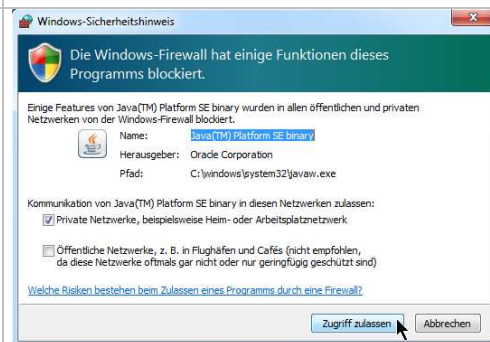 Windows-Sicherheitshinweis
Die Windows-Firewall hat einige Funktionen dieses
Programms blockiert.
Einige Features von Java(TM) Platform SE binary wurden in allen öffentlichen und privaten
Netzwerken von der Windows-Firewall blockiert.
Name: Java(TM) Platform SE binary
Herausgeber: Oracle Corporation
Pfad: C:\windows\system32\javaw.exe
Kommunikation von Java(TM) Platform SE binary in diesen Netzwerken zulassen:
Private Netzwerke, beispielsweise Heim- oder Arbeitsplatznetzwerk
Öffentliche Netzwerke, z. B. in Flughäfen und Cafés (nicht empfohlen,
da diese Netzwerke oftmals gar nicht oder nur geringfügig geschützt sind)
Welche Risiken bestehen beim Zulassen eines Programms durch eine Firewall?
Zugriff zulassen Abbrechen